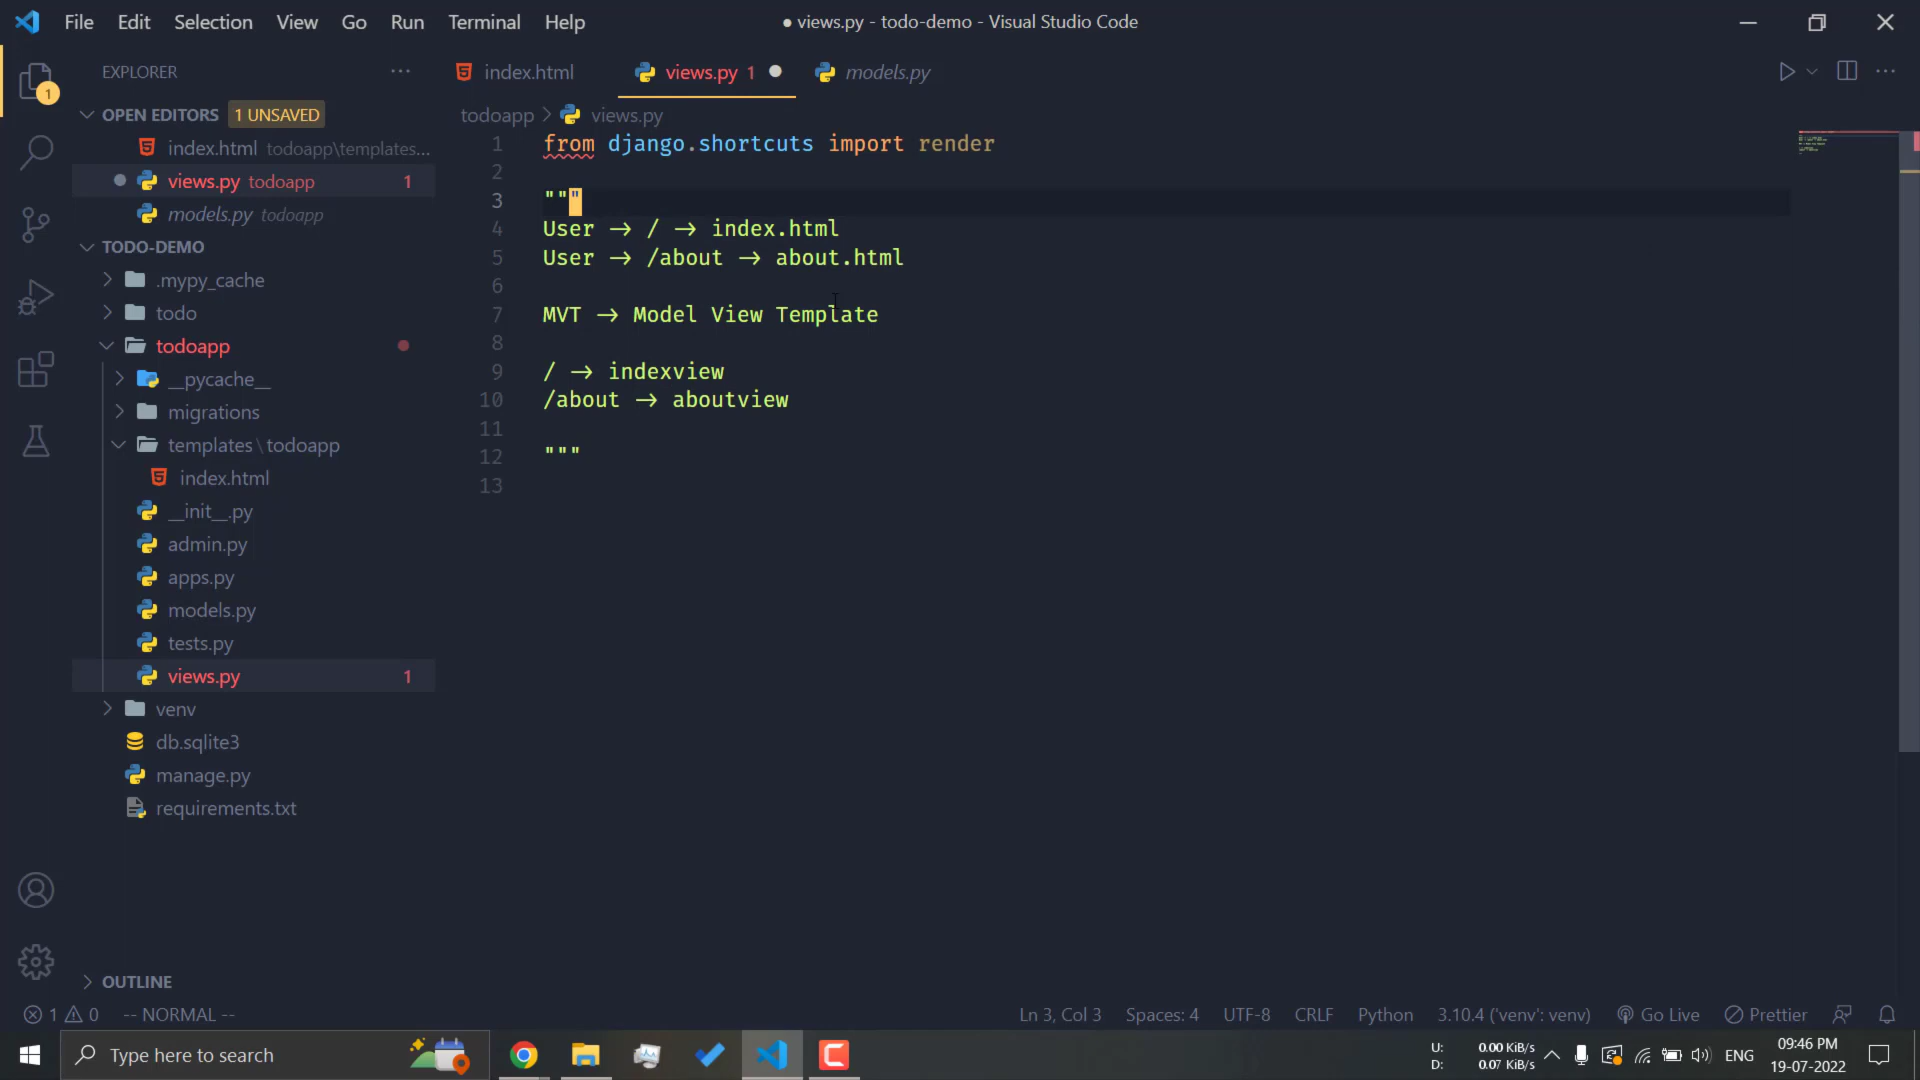 File Edit Selection View Go Run Terminal Help
● views.py - todo-demo - Visual Studio Code
EXPLORER
1
OPEN EDITORS 1 UNSAVED
index.html todoapp\templates...
views.py todoapp 1
models.py todoapp
TODO-DEMO
.mypy_cache
todo
todoapp
__pycache__
migrations
templates \ todoapp
index.html
__init__.py
admin.py
apps.py
models.py
tests.py
views.py 1
venv
db.sqlite3
manage.py
requirements.txt
OUTLINE
index.html views.py 1 models.py
todoapp > views.py
1 from django.shortcuts import render
2
3 """
4 User → / → index.html
5 User → /about → about.html
6
7 MVT → Model View Template
8
9 / → indexview
10 /about → aboutview
11
12 """
13
1 0 -- NORMAL --
Ln 3, Col 3 Spaces: 4 UTF-8 CRLF Python 3.10.4 ('venv': venv) Go Live Prettier
Type here to search
U: 0.00 KiB/s
D: 0.07 KiB/s
ENG
09:46 PM
19-07-2022